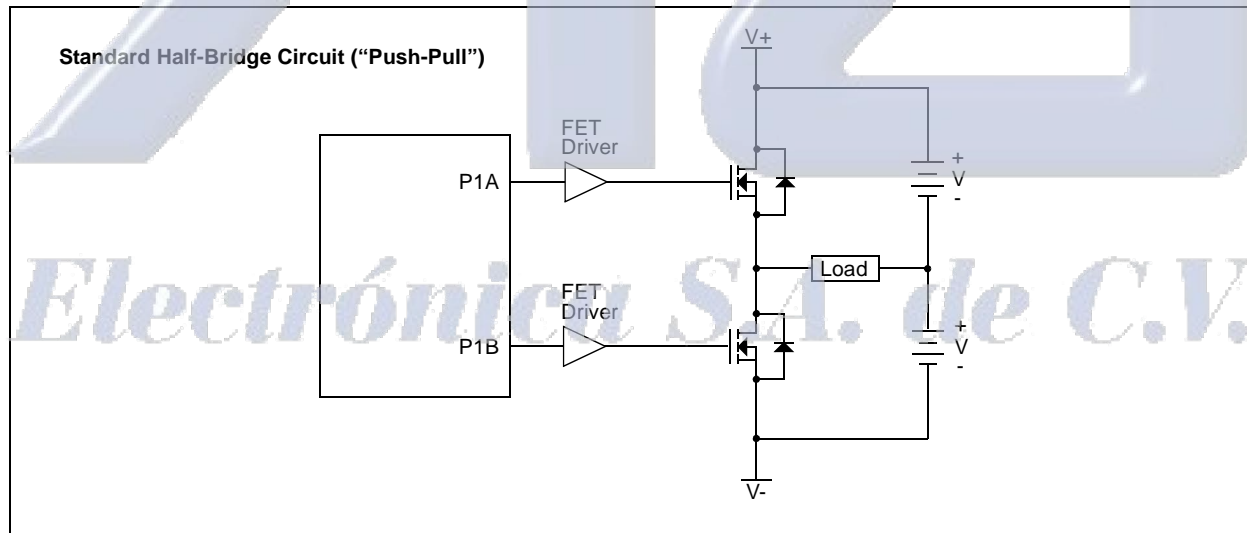 Standard Half-Bridge Circuit (“Push-Pull”)
V+
FET
Driver
P1A
+
V
-
Load
Electrónica S.A. de C.V.
FET
Driver
P1B
+
V
-
V-